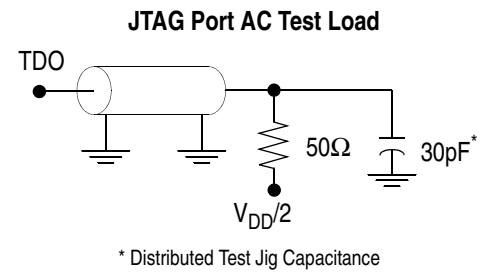 JTAG Port AC Test Load
TDO
50Ω
30pF*
VDD/2
* Distributed Test Jig Capacitance